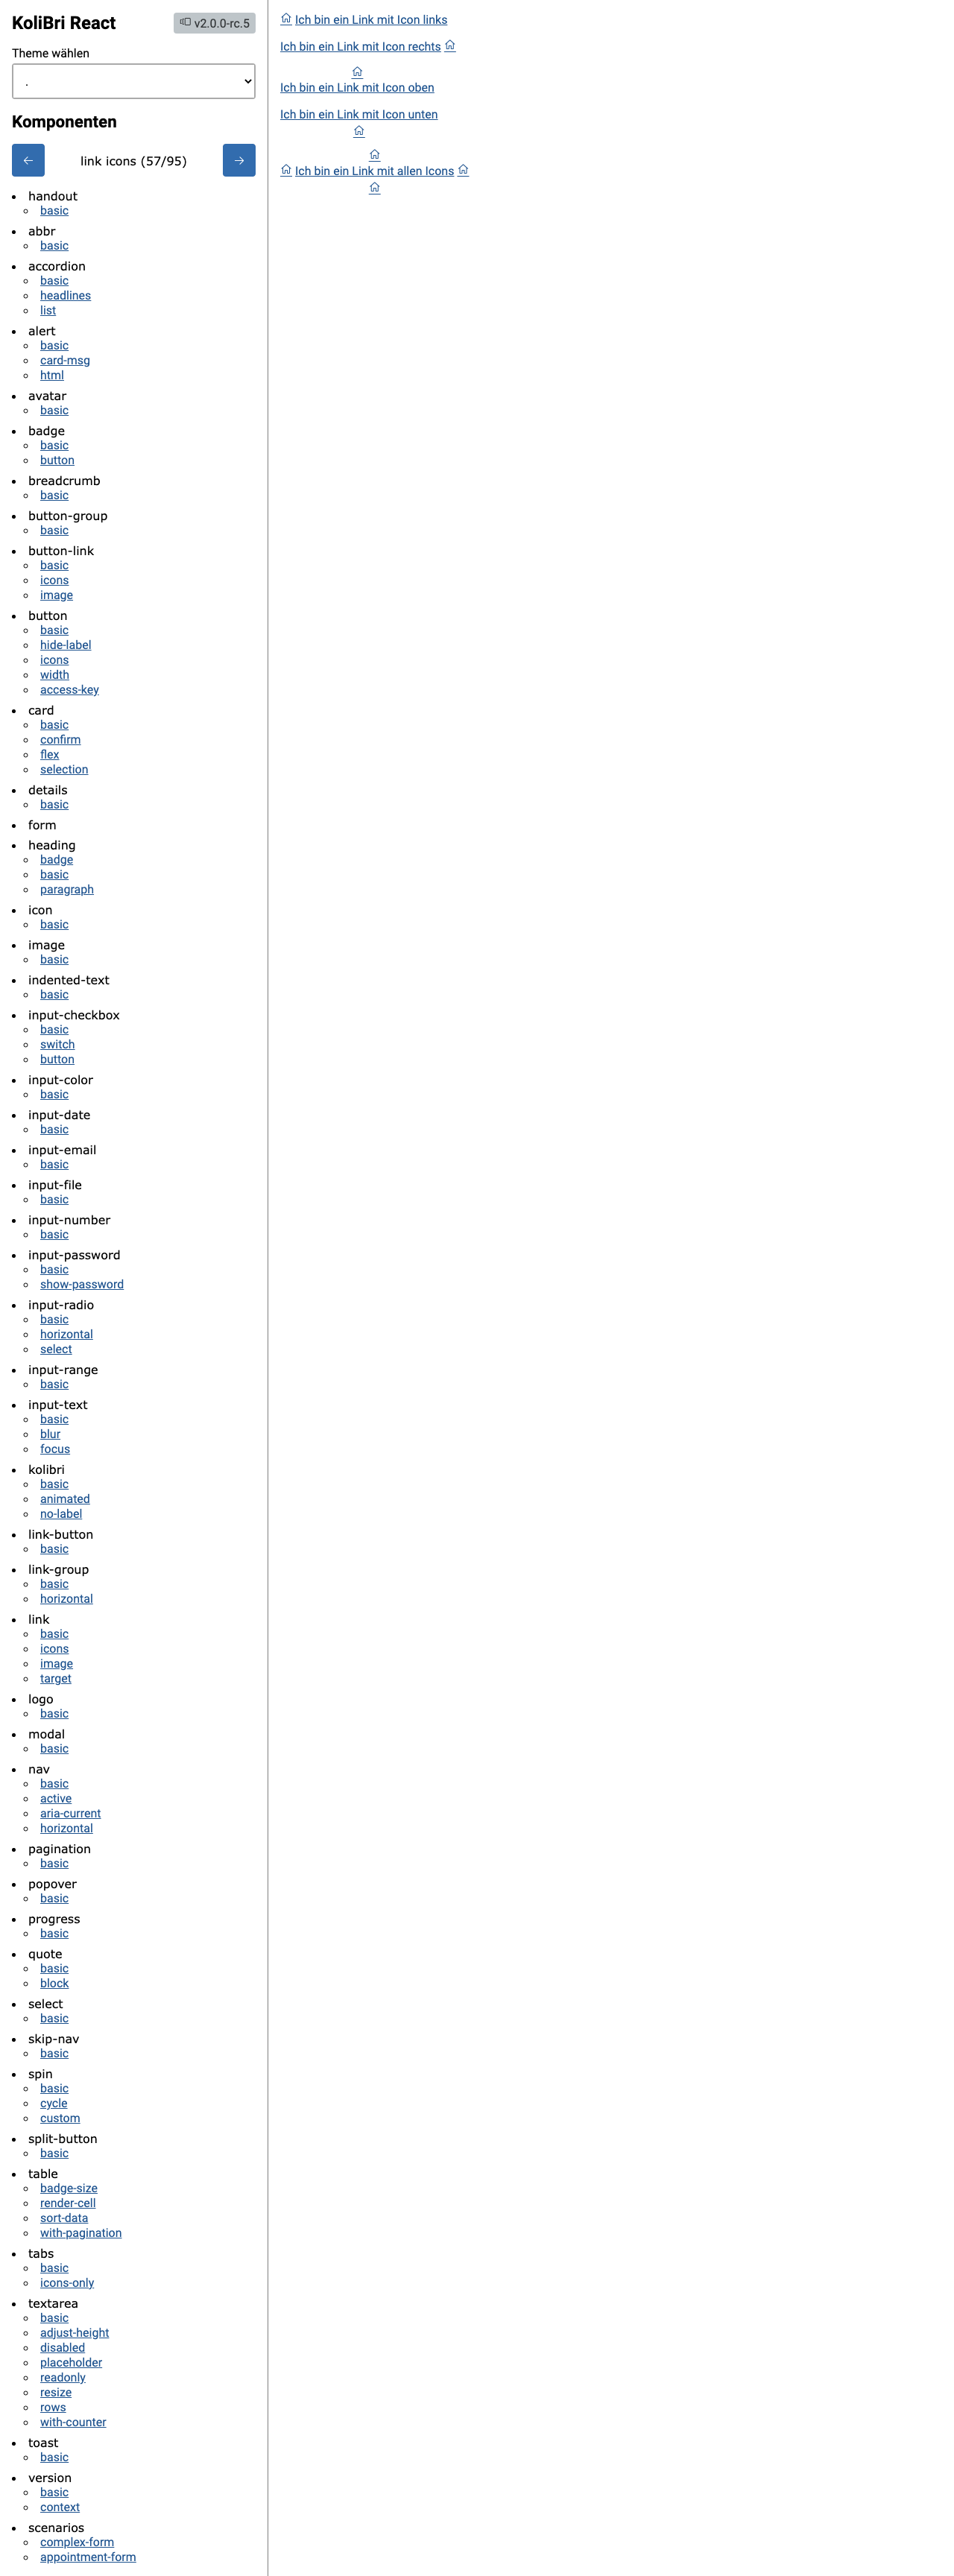 KoliBri React
v2.0.0-rc.5
Theme wählen
.
Komponenten
link icons (57/95)
handout
basic
abbr
basic
accordion
basic
headlines
list
alert
basic
card-msg
html
avatar
basic
badge
basic
button
breadcrumb
basic
button-group
basic
button-link
basic
icons
image
button
basic
hide-label
icons
width
access-key
card
basic
confirm
flex
selection
details
basic
form
heading
badge
basic
paragraph
icon
basic
image
basic
indented-text
basic
input-checkbox
basic
switch
button
input-color
basic
input-date
basic
input-email
basic
input-file
basic
input-number
basic
input-password
basic
show-password
input-radio
basic
horizontal
select
input-range
basic
input-text
basic
blur
focus
kolibri
basic
animated
no-label
link-button
basic
link-group
basic
horizontal
link
basic
icons
image
target
logo
basic
modal
basic
nav
basic
active
aria-current
horizontal
pagination
basic
popover
basic
progress
basic
quote
basic
block
select
basic
skip-nav
basic
spin
basic
cycle
custom
split-button
basic
table
badge-size
render-cell
sort-data
with-pagination
tabs
basic
icons-only
textarea
basic
adjust-height
disabled
placeholder
readonly
resize
rows
with-counter
toast
basic
version
basic
context
scenarios
complex-form
appointment-form
Ich bin ein Link mit Icon links
Ich bin ein Link mit Icon rechts
Ich bin ein Link mit Icon oben
Ich bin ein Link mit Icon unten
Ich bin ein Link mit allen Icons